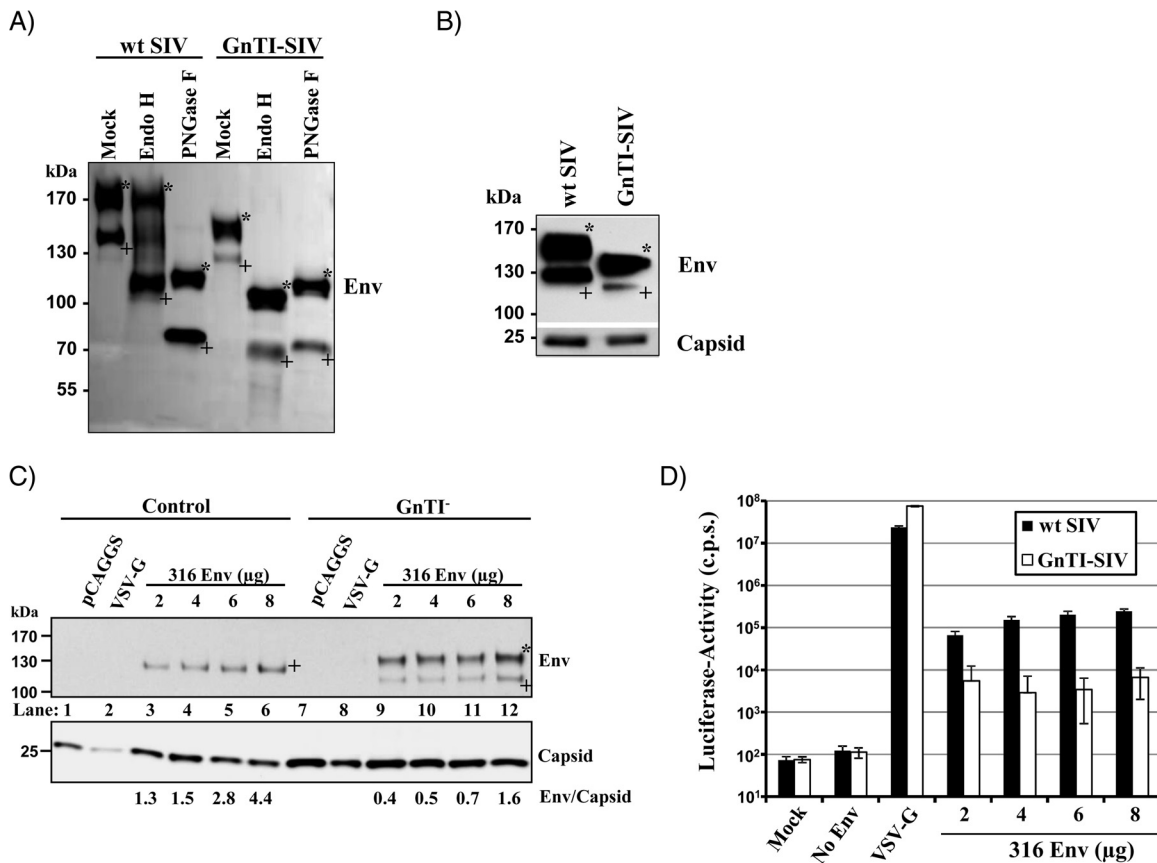 A)
wt SIV GnTI-SIV
Mock Endo H PNGase F Mock Endo H PNGase F
kDa
170 * * *
+ +
130
* * * Env
+
100
70 + + +
55
B)
wt SIV GnTI-SIV
kDa
170 * *
130 Env
+ +
100
25 Capsid
C)
Control GnTI-
pCAGGS VSV-G 316 Env (μg) pCAGGS VSV-G 316 Env (μg)
2 4 6 8 2 4 6 8
kDa
170 *
130 + Env
100 +
Lane: 1 2 3 4 5 6 7 8 9 10 11 12
25 Capsid
1.3 1.5 2.8 4.4 0.4 0.5 0.7 1.6 Env/Capsid
D)
Luciferase-Activity (c.p.s.)
10⁸
10⁷
10⁶
10⁵
10⁴
10³
10²
10¹
wt SIV
GnTI-SIV
Mock No Env VSV-G 2 4 6 8
316 Env (μg)